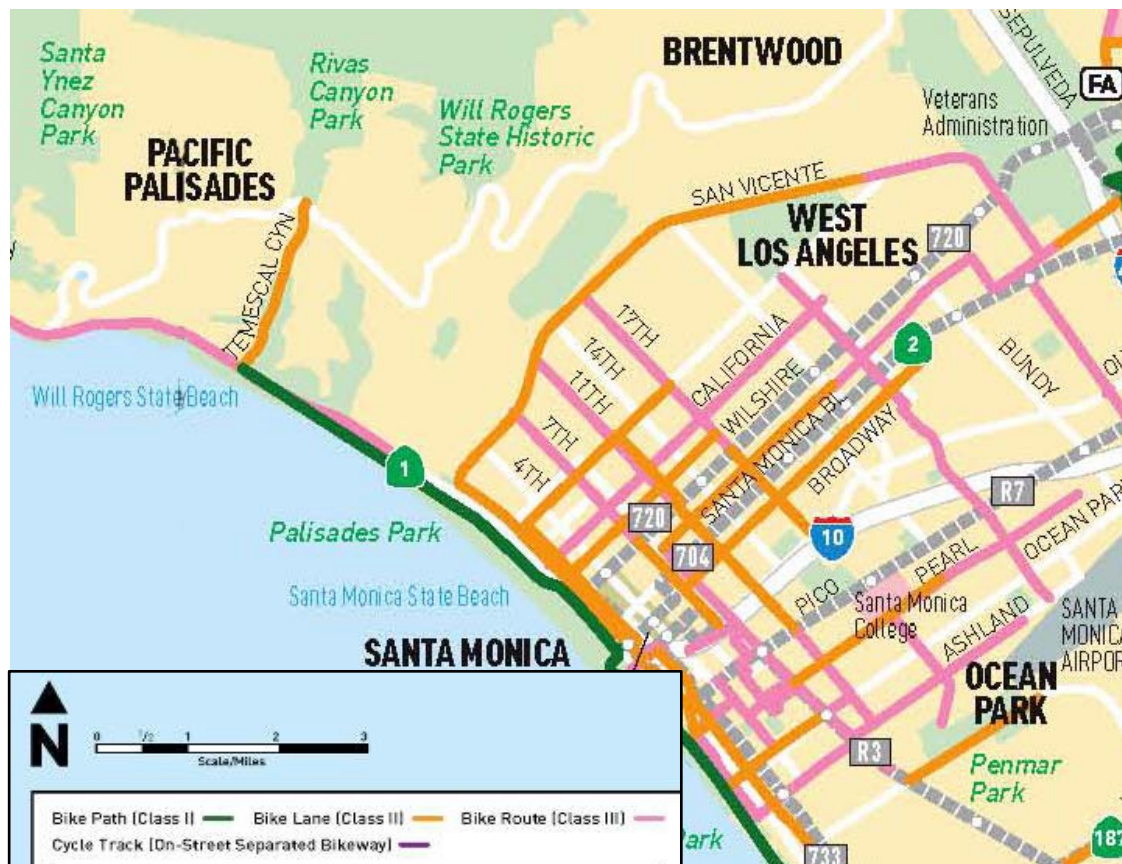 Santa
Ynez
Canyon
Park
Rivas
Canyon
Park
BRENTWOOD
SEPULVEDA
FA
Will Rogers
State Historic
Park
Veterans
Administration
PACIFIC
PALISADES
SAN VICENTE
WEST
LOS ANGELES
720
TEMESCAL CYN
17TH
14TH
11TH
7TH
4TH
CALIFORNIA
WILSHIRE
SANTA MONICA BL
BROADWAY
2
BUNDY
Will Rogers State Beach
1
R7
720
704
10
OCEAN PAR
Palisades Park
PICO
PEARL
Santa Monica State Beach
Santa Monica
College
ASHLAND
SANTA
MONICA
AIRPOR
SANTA MONICA
OCEAN
PARK
R3
Penmar
Park
N
0 1/2 1 2 3
Scale/Miles
Bike Path (Class I) Bike Lane (Class II) Bike Route (Class III)
Cycle Track (On-Street Separated Bikeway)
ark
733
187